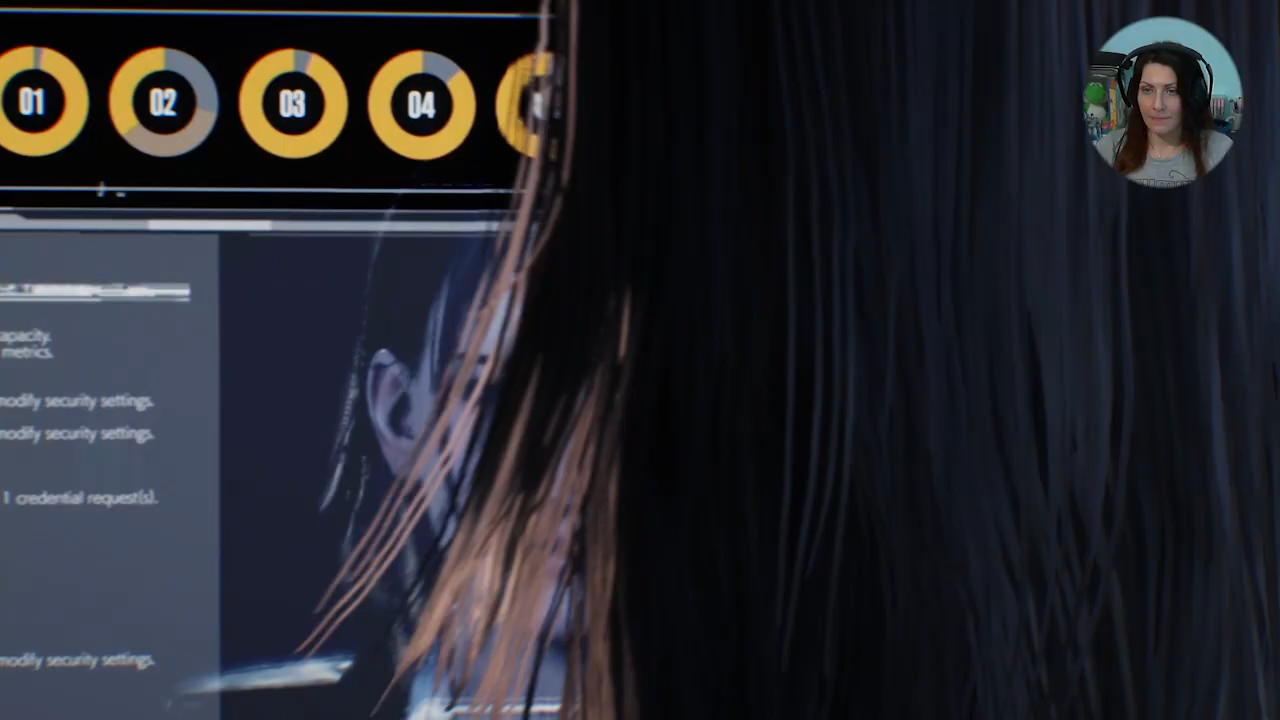 01 02 03 04
apacity.
metrics.
modify security settings.
modify security settings.
1 credential request(s).
modify security settings.